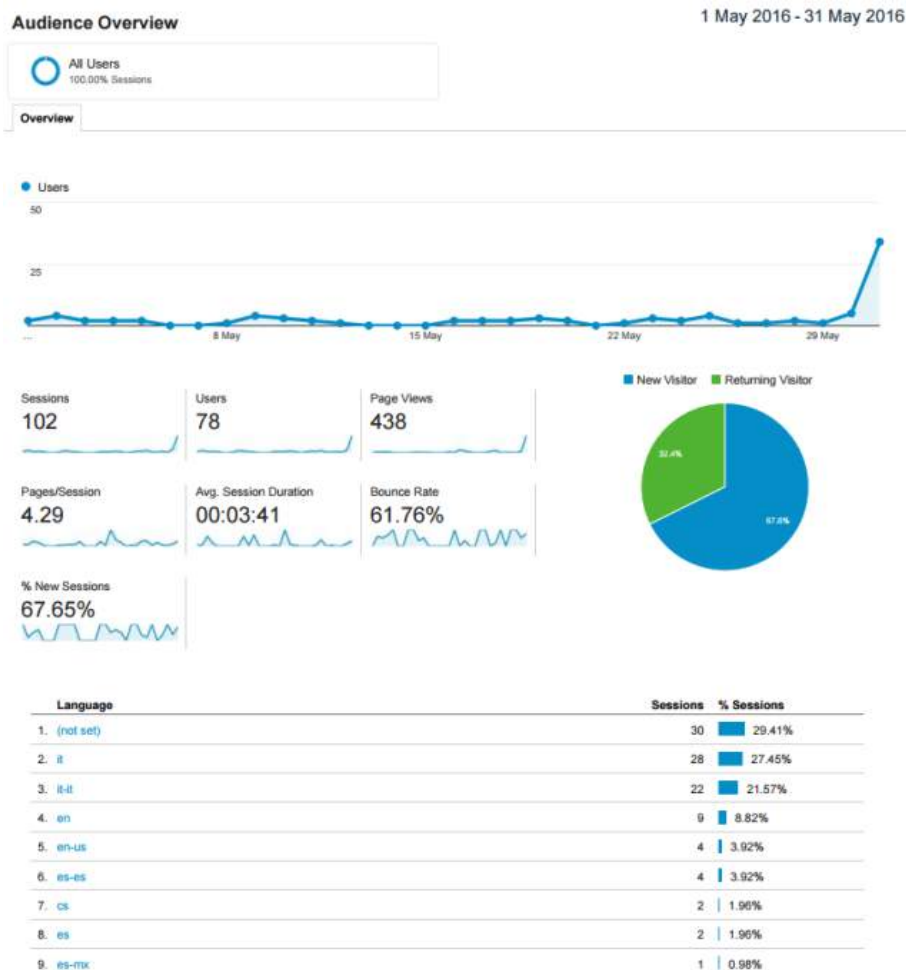 Audience Overview
1 May 2016 - 31 May 2016
All Users
100.00% Sessions
Overview
Users
50
25
...
8 May
15 May
22 May
29 May
New Visitor
Returning Visitor
32.4%
67.6%
Sessions
102
Users
78
Page Views
438
Pages/Session
4.29
Avg. Session Duration
00:03:41
Bounce Rate
61.76%
% New Sessions
67.65%
Language Sessions % Sessions
1. (not set) 30 29.41%
2. it 28 27.45%
3. it-it 22 21.57%
4. en 9 8.82%
5. en-us 4 3.92%
6. es-es 4 3.92%
7. cs 2 1.96%
8. es 2 1.96%
9. es-mx 1 0.98%